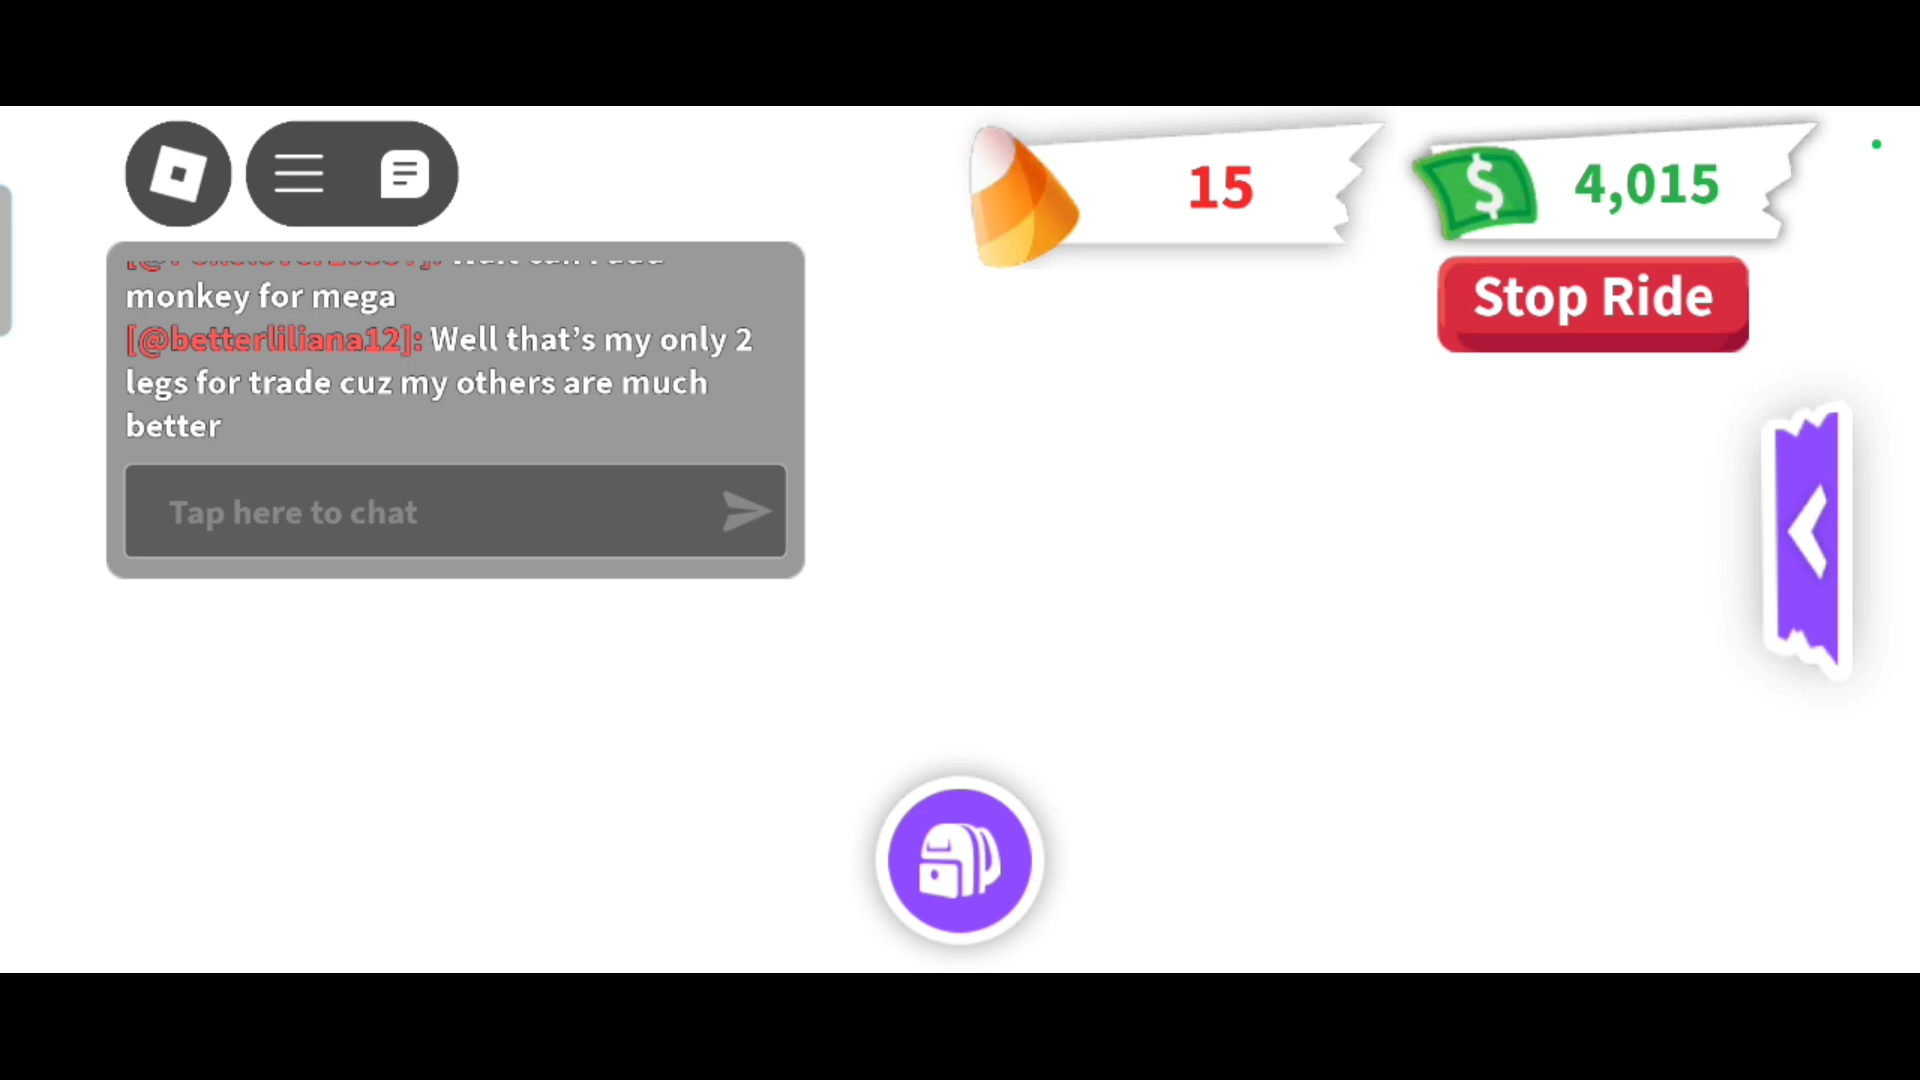 15
4,015
Stop Ride
monkey for mega
[@betterliliana12]: Well that's my only 2
legs for trade cuz my others are much
better
Tap here to chat